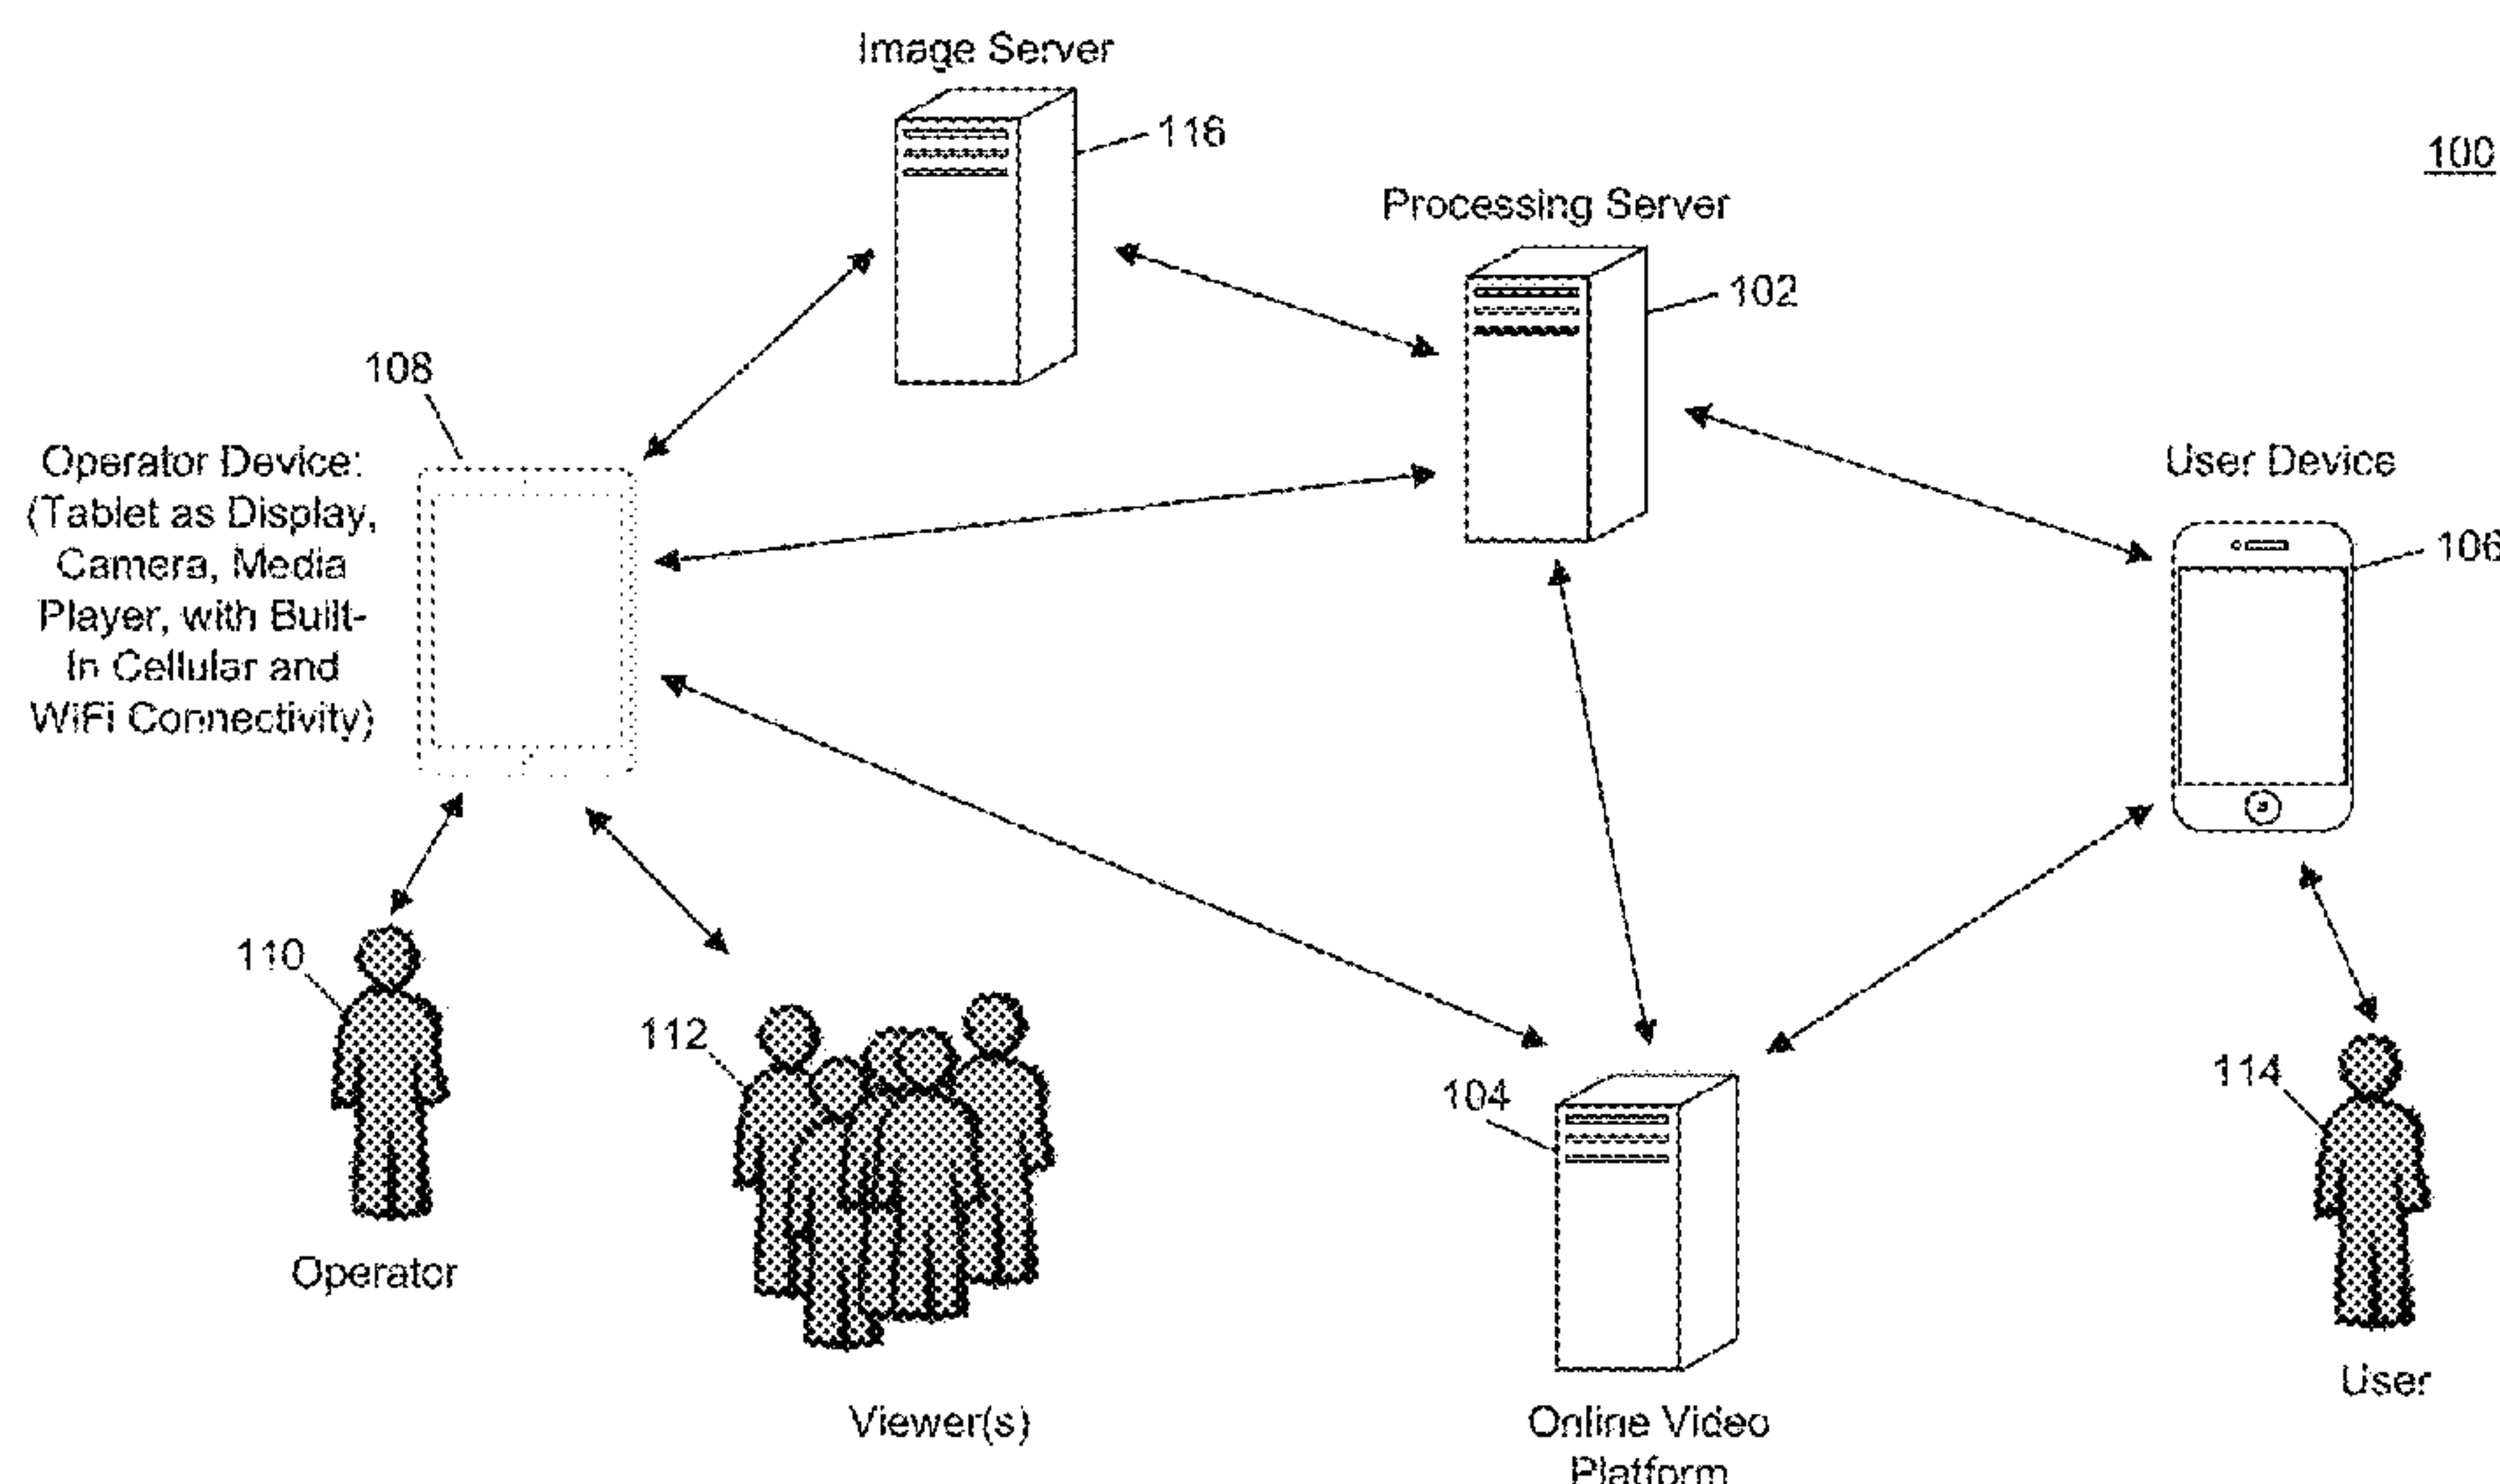 Image Server
116
100
Processing Server
102
108
Operator Device:
(Tablet as Display,
Camera, Media
Player, with Built-
In Cellular and
WiFi Connectivity)
User Device
106
110
112
104
114
Operator
Viewer(s)
Online Video
Platform
User